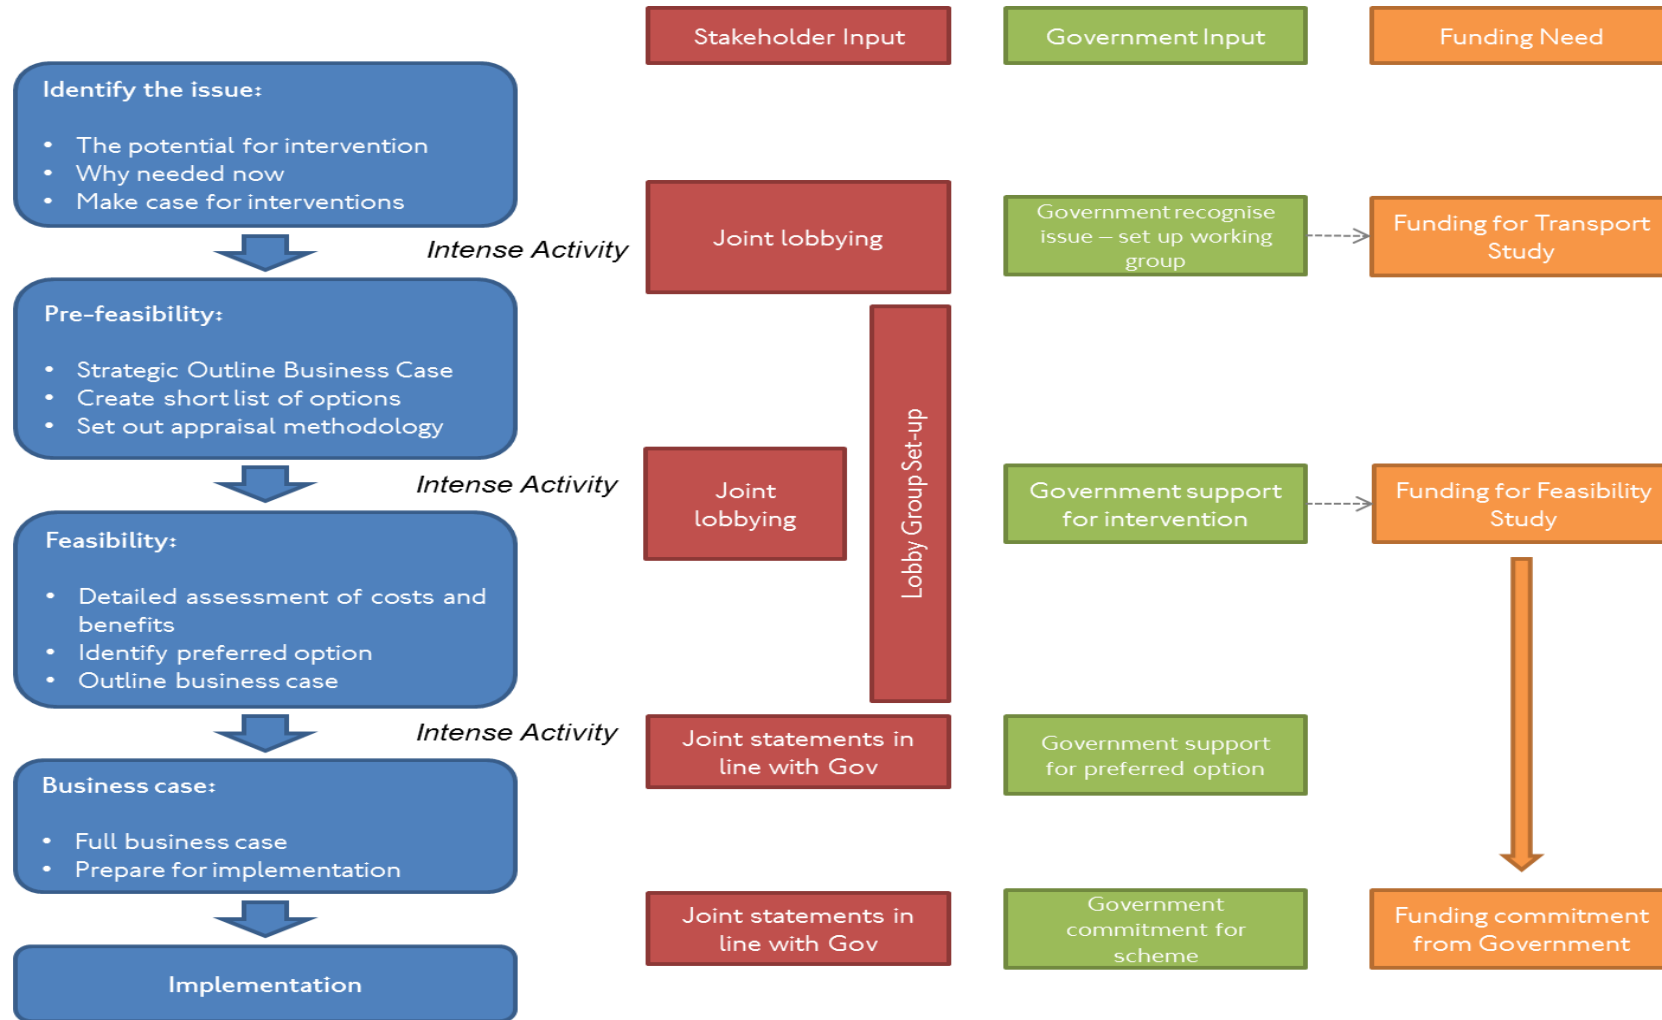 Stakeholder Input
Government Input
Funding Need
Identify the issue:
• The potential for intervention
• Why needed now
• Make case for interventions
Intense Activity
Joint lobbying
Government recognise
issue – set up working
group
Funding for Transport
Study
Pre-feasibility:
• Strategic Outline Business Case
• Create short list of options
• Set out appraisal methodology
Lobby Group Set-up
Intense Activity
Joint
lobbying
Government support
for intervention
Funding for Feasibility
Study
Feasibility:
• Detailed assessment of costs and
benefits
• Identify preferred option
• Outline business case
Intense Activity
Joint statements in
line with Gov
Government support
for preferred option
Business case:
• Full business case
• Prepare for implementation
Joint statements in
line with Gov
Government
commitment for
scheme
Funding commitment
from Government
Implementation